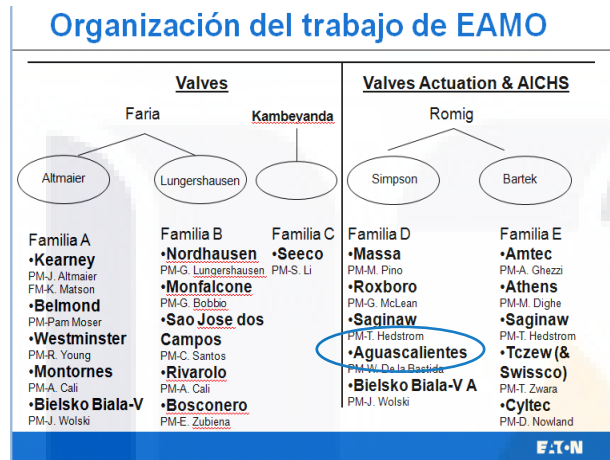 Organización del trabajo de EAMO
Valves
Valves Actuation & AICHS
Faria
Kambevanda
Romig
Altmaier
Lungershausen
Simpson
Bartek
Familia A
•Kearney
PM-J. Altmaier
FM-K. Matson
•Belmond
PM-Pam Moser
•Westminster
PM-R. Young
•Montornes
PM-A. Cali
•Bielsko Biala-V
PM-J. Wolski
Familia B
•Nordhausen
PM-G. Lungershausen
•Monfalcone
PM-G. Bobbio
•Sao Jose dos
Campos
PM-C. Santos
•Rivarolo
PM-A. Cali
•Bosconero
PM-E. Zubiena
Familia C
•Seeco
PM-S. Li
Familia D
•Massa
PM-M. Pino
•Roxboro
PM-G. McLean
•Saginaw
PM-T. Hedstrom
•Aguascalientes
PM-W. De la Bastida
•Bielsko Biala-V A
PM-J. Wolski
Familia E
•Amtec
PM-A. Ghezzi
•Athens
PM-M. Dighe
•Saginaw
PM-T. Hedstrom
•Tczew (&
Swissco)
PM-T. Zwara
•Cyltec
PM-D. Nowland
EATON